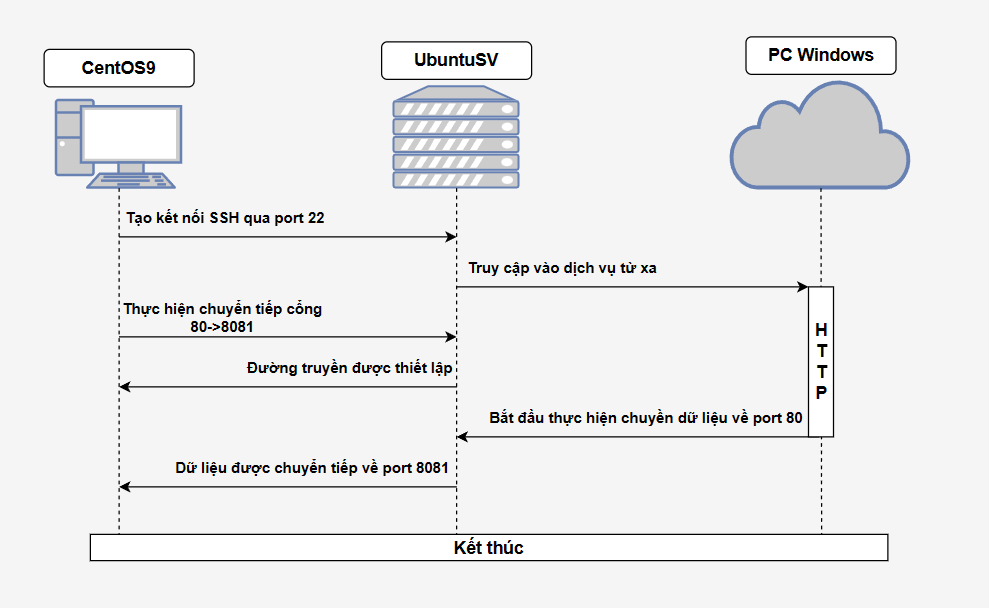 CentOS9
UbuntuSV
PC Windows
Tạo kết nối SSH qua port 22
Truy cập vào dịch vụ từ xa
Thực hiện chuyển tiếp cổng
80->8081
H
T
T
P
Đường truyền được thiết lập
Bắt đầu thực hiện chuyền dữ liệu về port 80
Dữ liệu được chuyển tiếp về port 8081
Kết thúc